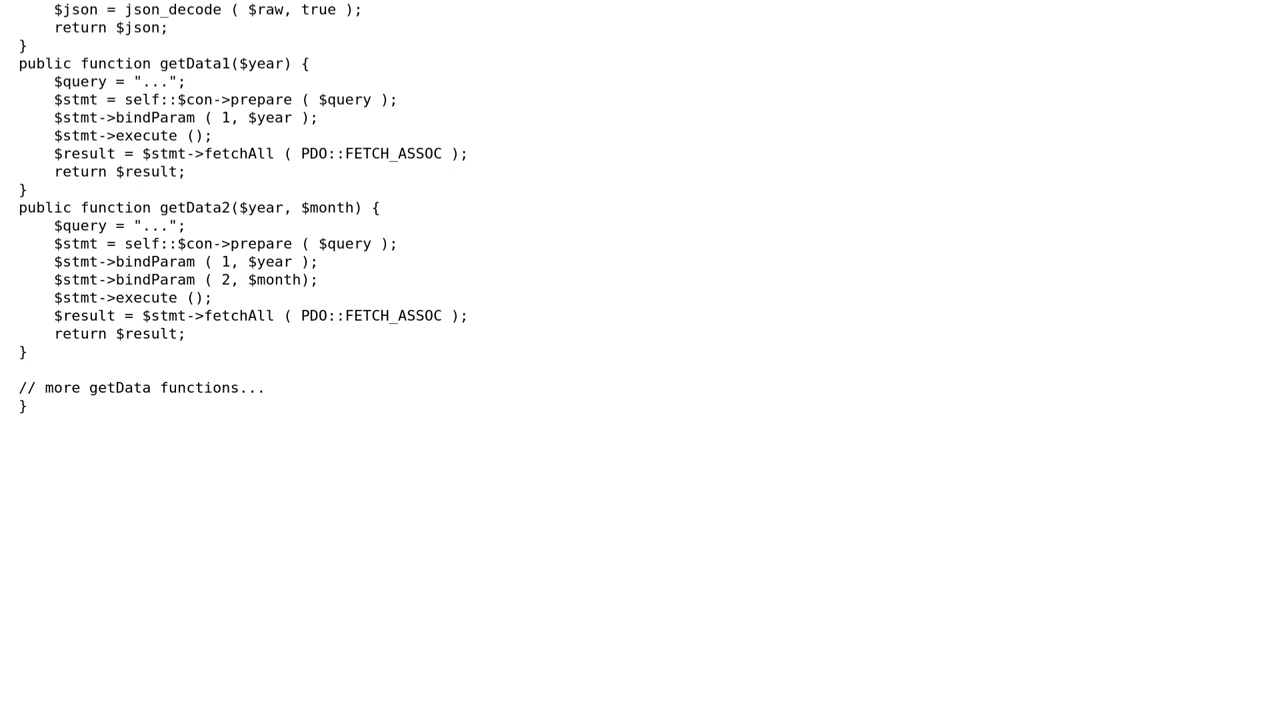 $json = json_decode ( $raw, true );
    return $json;
}
public function getData1($year) {
    $query = "...";
    $stmt = self::$con->prepare ( $query );
    $stmt->bindParam ( 1, $year );
    $stmt->execute ();
    $result = $stmt->fetchAll ( PDO::FETCH_ASSOC );
    return $result;
}
public function getData2($year, $month) {
    $query = "...";
    $stmt = self::$con->prepare ( $query );
    $stmt->bindParam ( 1, $year );
    $stmt->bindParam ( 2, $month);
    $stmt->execute ();
    $result = $stmt->fetchAll ( PDO::FETCH_ASSOC );
    return $result;
}

// more getData functions...
}